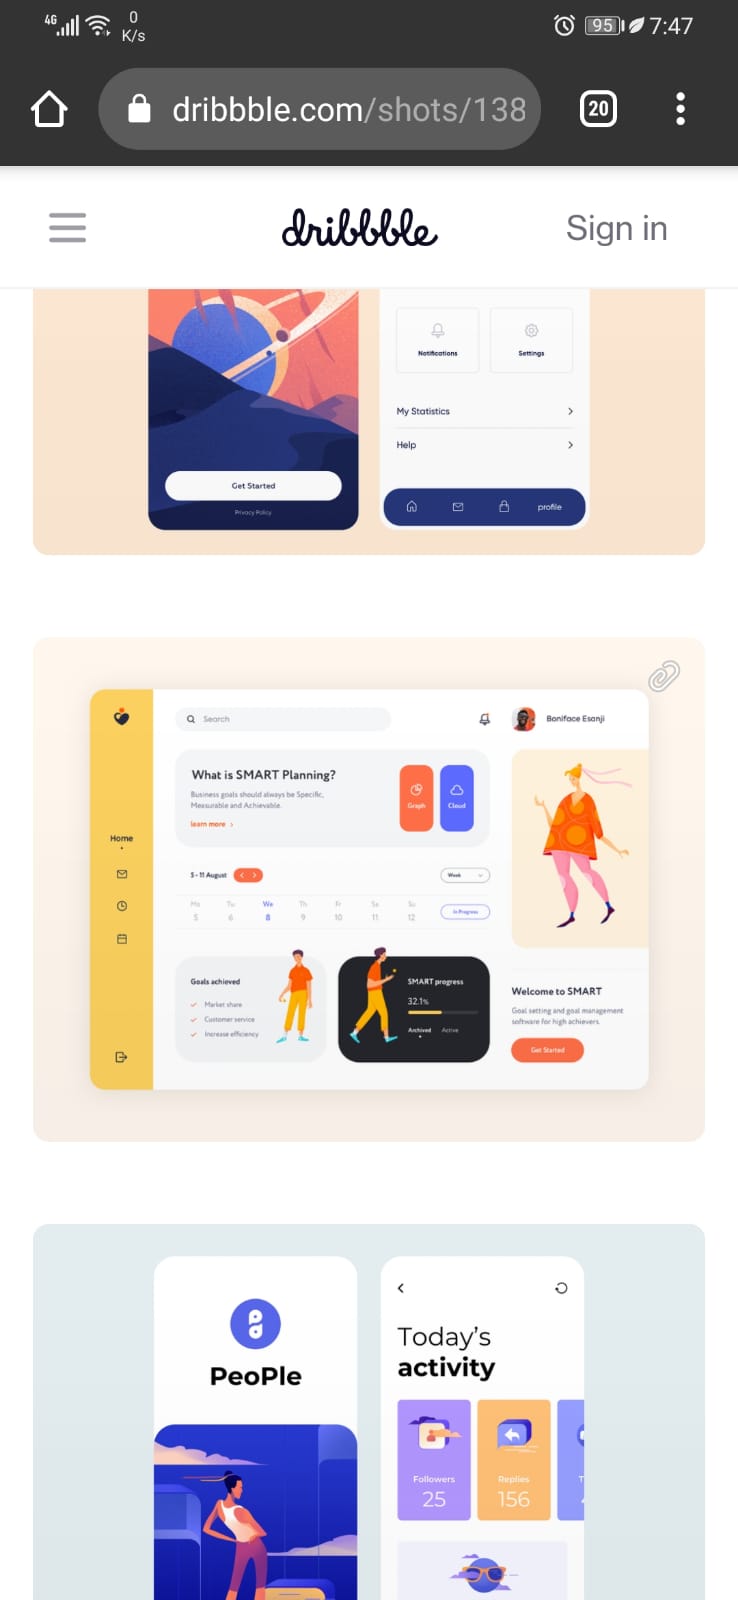 4G 0 K/s 95 7:47
dribbble.com/shots/138
20
dribbble
Sign in
Notifications
Settings
My Statistics
Help
Get Started
Privacy Policy
profile
Search
Boniface Esanji
What is SMART Planning?
Business goals should always be Specific,
Measurable and Achievable.
learn more
Graph
Cloud
Home
5 - 11 August
Week
Mo Tu We Th Fr Sa Su
5 6 8 9 10 11 12
In Progress
Goals achieved
Market share
Customer service
Increase efficiency
SMART progress
32.1%
Archived Active
Welcome to SMART
Goal setting and goal management
software for high achievers.
Get Started
PeoPle
Today's
activity
Followers
25
Replies
156
T